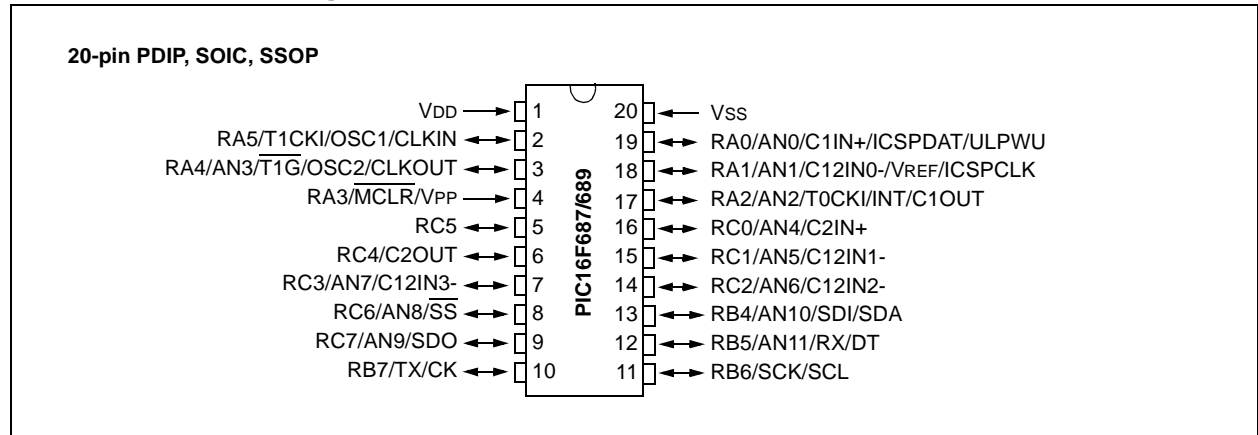 20-pin PDIP, SOIC, SSOP
VDD 1 20 VSS
RA5/T1CKI/OSC1/CLKIN 2 19 RA0/AN0/C1IN+/ICSPDAT/ULPWU
RA4/AN3/T1G/OSC2/CLKOUT 3 18 RA1/AN1/C12IN0-/VREF/ICSPCLK
RA3/MCLR/VPP 4 17 RA2/AN2/T0CKI/INT/C1OUT
RC5 5 16 RC0/AN4/C2IN+
RC4/C2OUT 6 15 RC1/AN5/C12IN1-
RC3/AN7/C12IN3- 7 14 RC2/AN6/C12IN2-
RC6/AN8/SS 8 13 RB4/AN10/SDI/SDA
RC7/AN9/SDO 9 12 RB5/AN11/RX/DT
RB7/TX/CK 10 11 RB6/SCK/SCL
PIC16F687/689